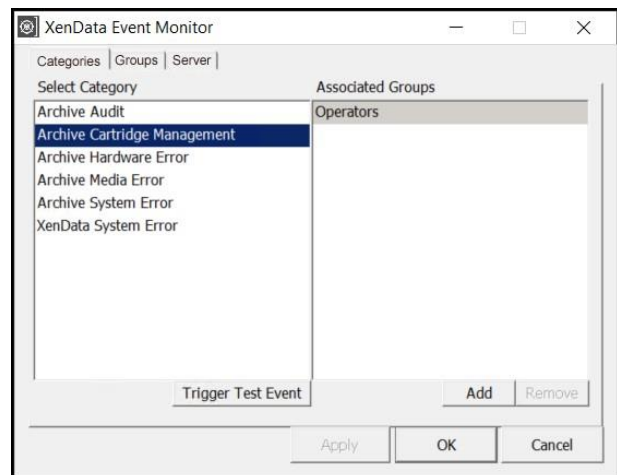 XenData Event Monitor
Categories Groups Server
Select Category
Associated Groups
Archive Audit
Operators
Archive Cartridge Management
Archive Hardware Error
Archive Media Error
Archive System Error
XenData System Error
Trigger Test Event
Add
Remove
Apply
OK
Cancel